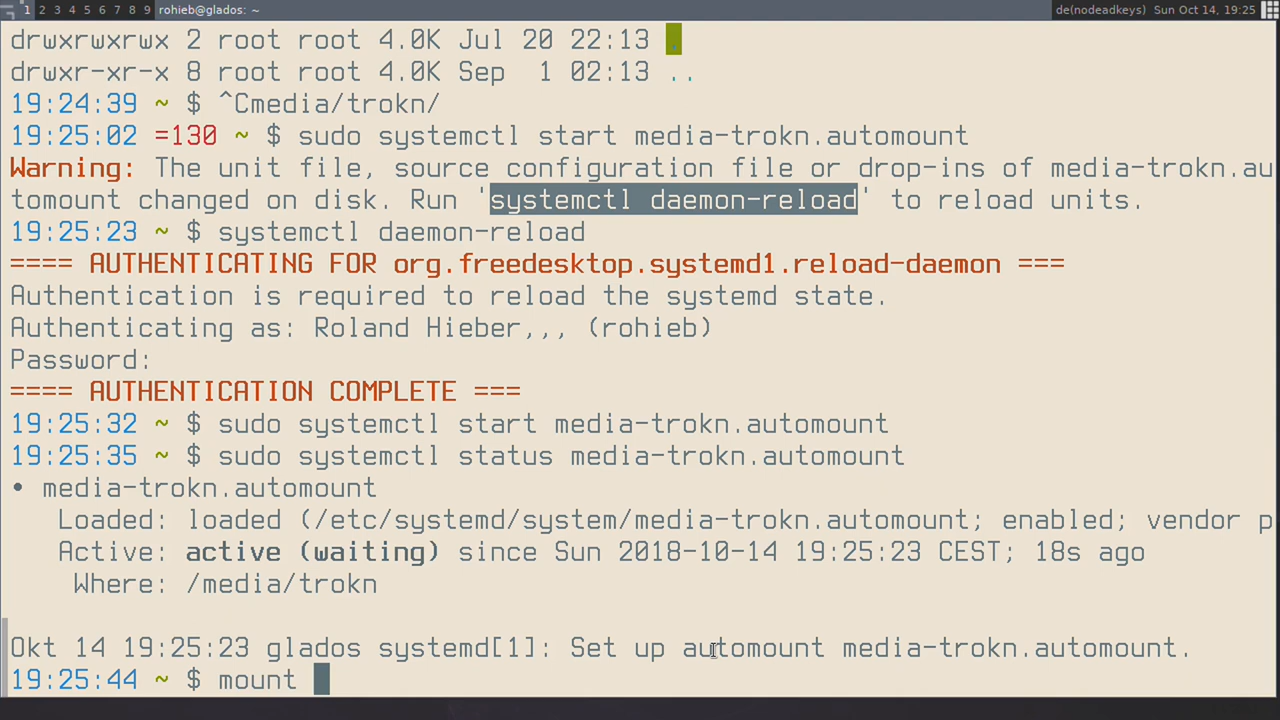 1 2 3 4 5 6 7 8 9 rohieb@glados: ~ de(nodeadkeys) Sun Oct 14, 19:25
drwxrwxrwx 2 root root 4.0K Jul 20 22:13 .
drwxr-xr-x 8 root root 4.0K Sep  1 02:13 ..
19:24:39 ~ $ ^Cmedia/trokn/
19:25:02 =130 ~ $ sudo systemctl start media-trokn.automount
Warning: The unit file, source configuration file or drop-ins of media-trokn.au
tomount changed on disk. Run 'systemctl daemon-reload' to reload units.
19:25:23 ~ $ systemctl daemon-reload
==== AUTHENTICATING FOR org.freedesktop.systemd1.reload-daemon ===
Authentication is required to reload the systemd state.
Authenticating as: Roland Hieber,,, (rohieb)
Password:
==== AUTHENTICATION COMPLETE ===
19:25:32 ~ $ sudo systemctl start media-trokn.automount
19:25:35 ~ $ sudo systemctl status media-trokn.automount
• media-trokn.automount
Loaded: loaded (/etc/systemd/system/media-trokn.automount; enabled; vendor p
Active: active (waiting) since Sun 2018-10-14 19:25:23 CEST; 18s ago
Where: /media/trokn
Okt 14 19:25:23 glados systemd[1]: Set up automount media-trokn.automount.
19:25:44 ~ $ mount